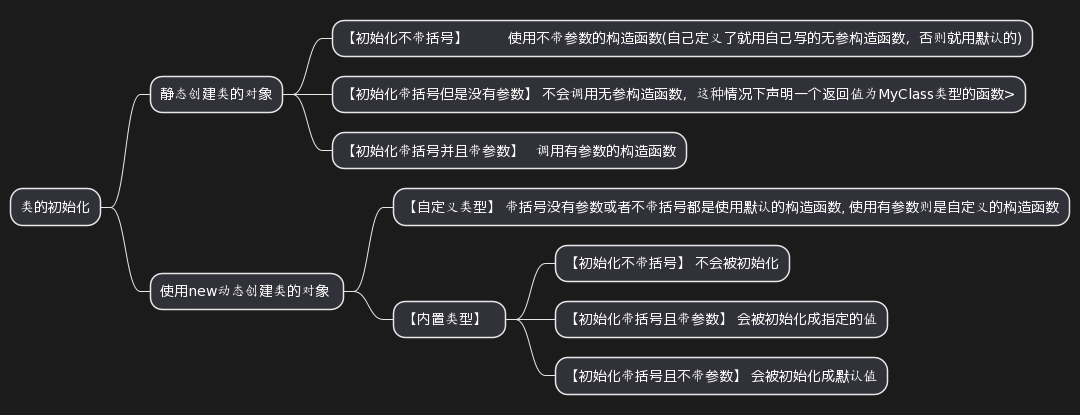 类的初始化
静态创建类的对象
【初始化不带括号】 使用不带参数的构造函数(自己定义了就用自己写的无参构造函数，否则就用默认的)
【初始化带括号但是没有参数】 不会调用无参构造函数，这种情况下声明一个返回值为MyClass类型的函数>
【初始化带括号并且带参数】 调用有参数的构造函数
使用new动态创建类的对象
【自定义类型】 带括号没有参数或者不带括号都是使用默认的构造函数, 使用有参数则是自定义的构造函数
【内置类型】
【初始化不带括号】 不会被初始化
【初始化带括号且带参数】 会被初始化成指定的值
【初始化带括号且不带参数】 会被初始化成默认值